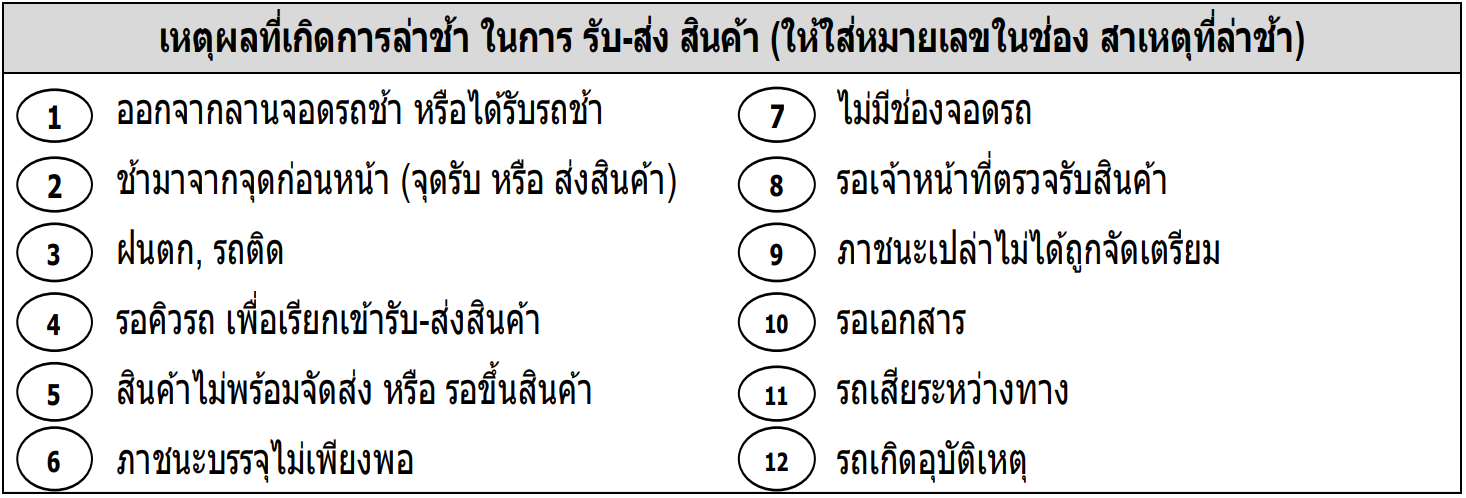 เหตุผลที่เกิดการล่าช้า ในการ รับ-ส่ง สินค้า (ให้ใส่หมายเลขในช่อง สาเหตุที่ล่าช้า)
1 ออกจากลานจอดรถช้า หรือได้รับรถช้า
2 ช้ามาจากจุดก่อนหน้า (จุดรับ หรือ ส่งสินค้า)
3 ฝนตก, รถติด
4 รอคิวรถ เพื่อเรียกเข้ารับ-ส่งสินค้า
5 สินค้าไม่พร้อมจัดส่ง หรือ รอขึ้นสินค้า
6 ภาชนะบรรจุไม่เพียงพอ
7 ไม่มีช่องจอดรถ
8 รอเจ้าหน้าที่ตรวจรับสินค้า
9 ภาชนะเปล่าไม่ได้ถูกจัดเตรียม
10 รอเอกสาร
11 รถเสียระหว่างทาง
12 รถเกิดอุบัติเหตุ